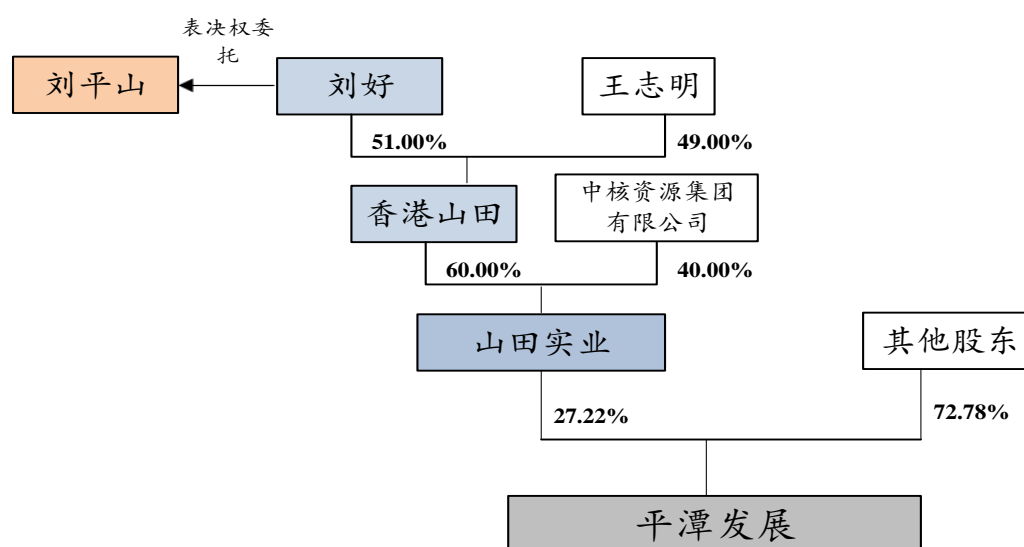 表决权委
托
刘平山
刘好
王志明
51.00%
49.00%
香港山田
中核资源集团
有限公司
60.00%
40.00%
山田实业
其他股东
27.22%
72.78%
平潭发展